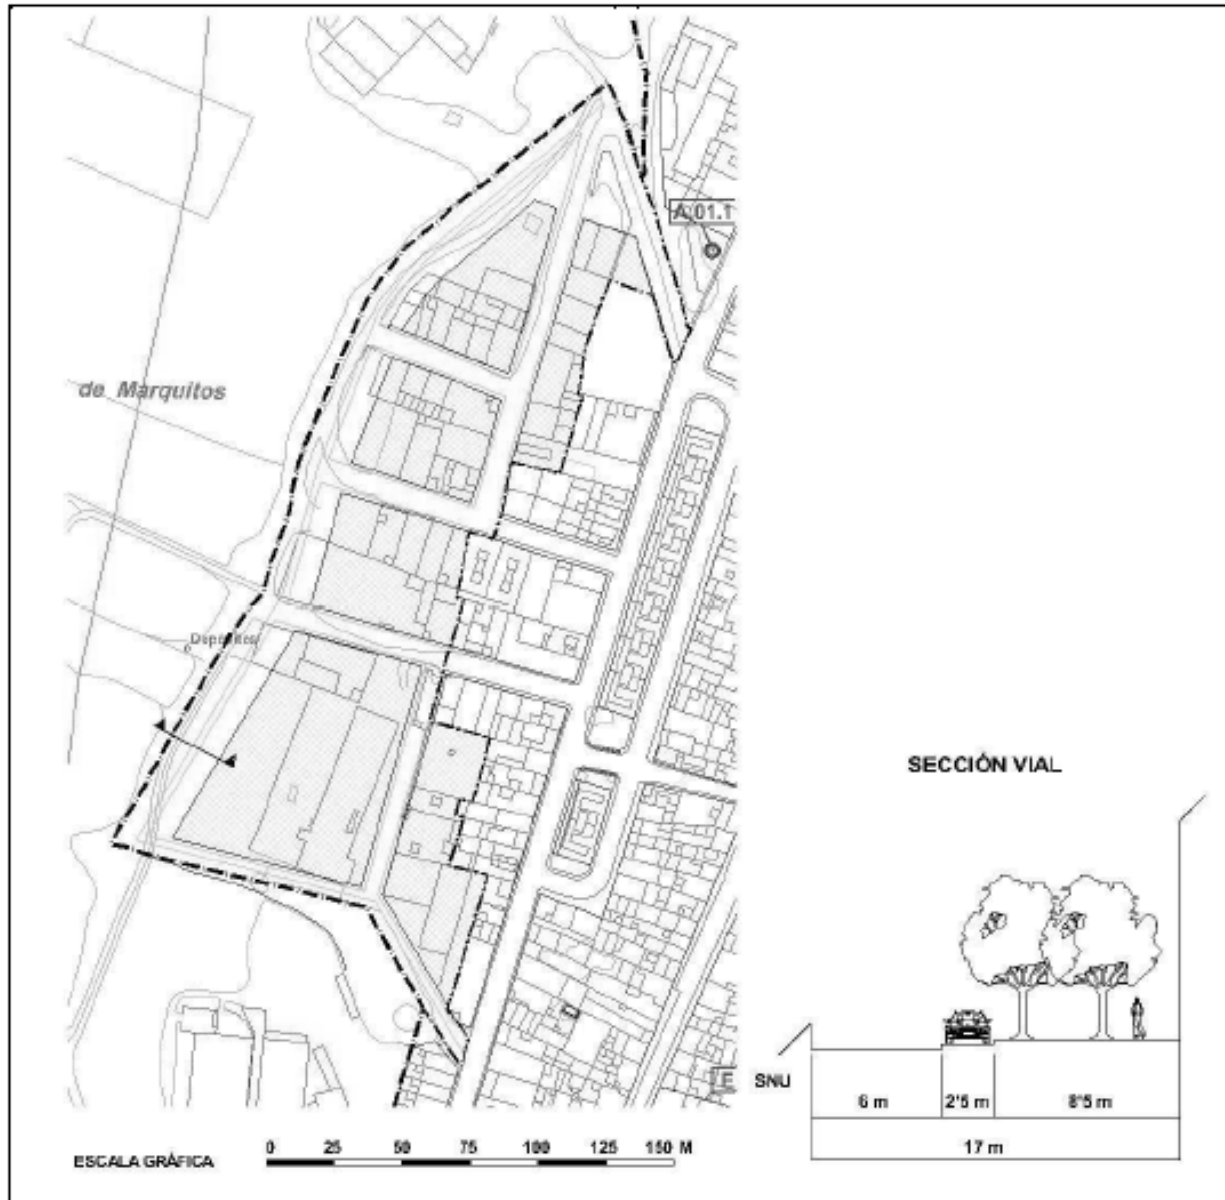 A.01.1
de Marquitos
Depósitos
SECCIÓN VIAL
E
SNU
6 m
2'5 m
8'5 m
17 m
ESCALA GRÁFICA
0 25 50 75 100 125 150 M